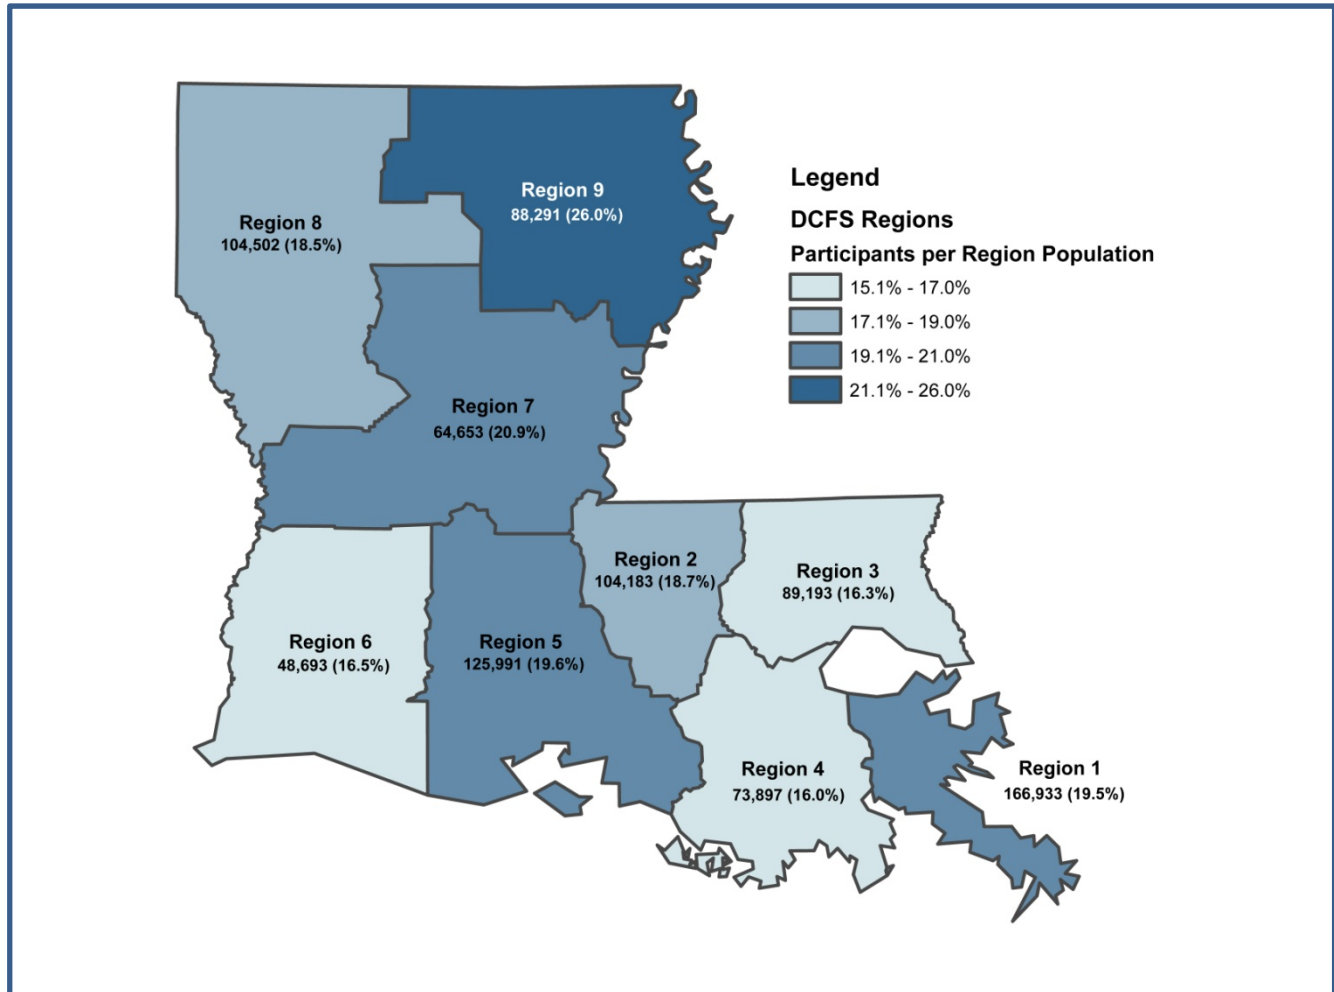 Legend
DCFS Regions
Participants per Region Population
15.1% - 17.0%
17.1% - 19.0%
19.1% - 21.0%
21.1% - 26.0%
Region 9
88,291 (26.0%)
Region 8
104,502 (18.5%)
Region 7
64,653 (20.9%)
Region 2
104,183 (18.7%)
Region 3
89,193 (16.3%)
Region 6
48,693 (16.5%)
Region 5
125,991 (19.6%)
Region 4
73,897 (16.0%)
Region 1
166,933 (19.5%)